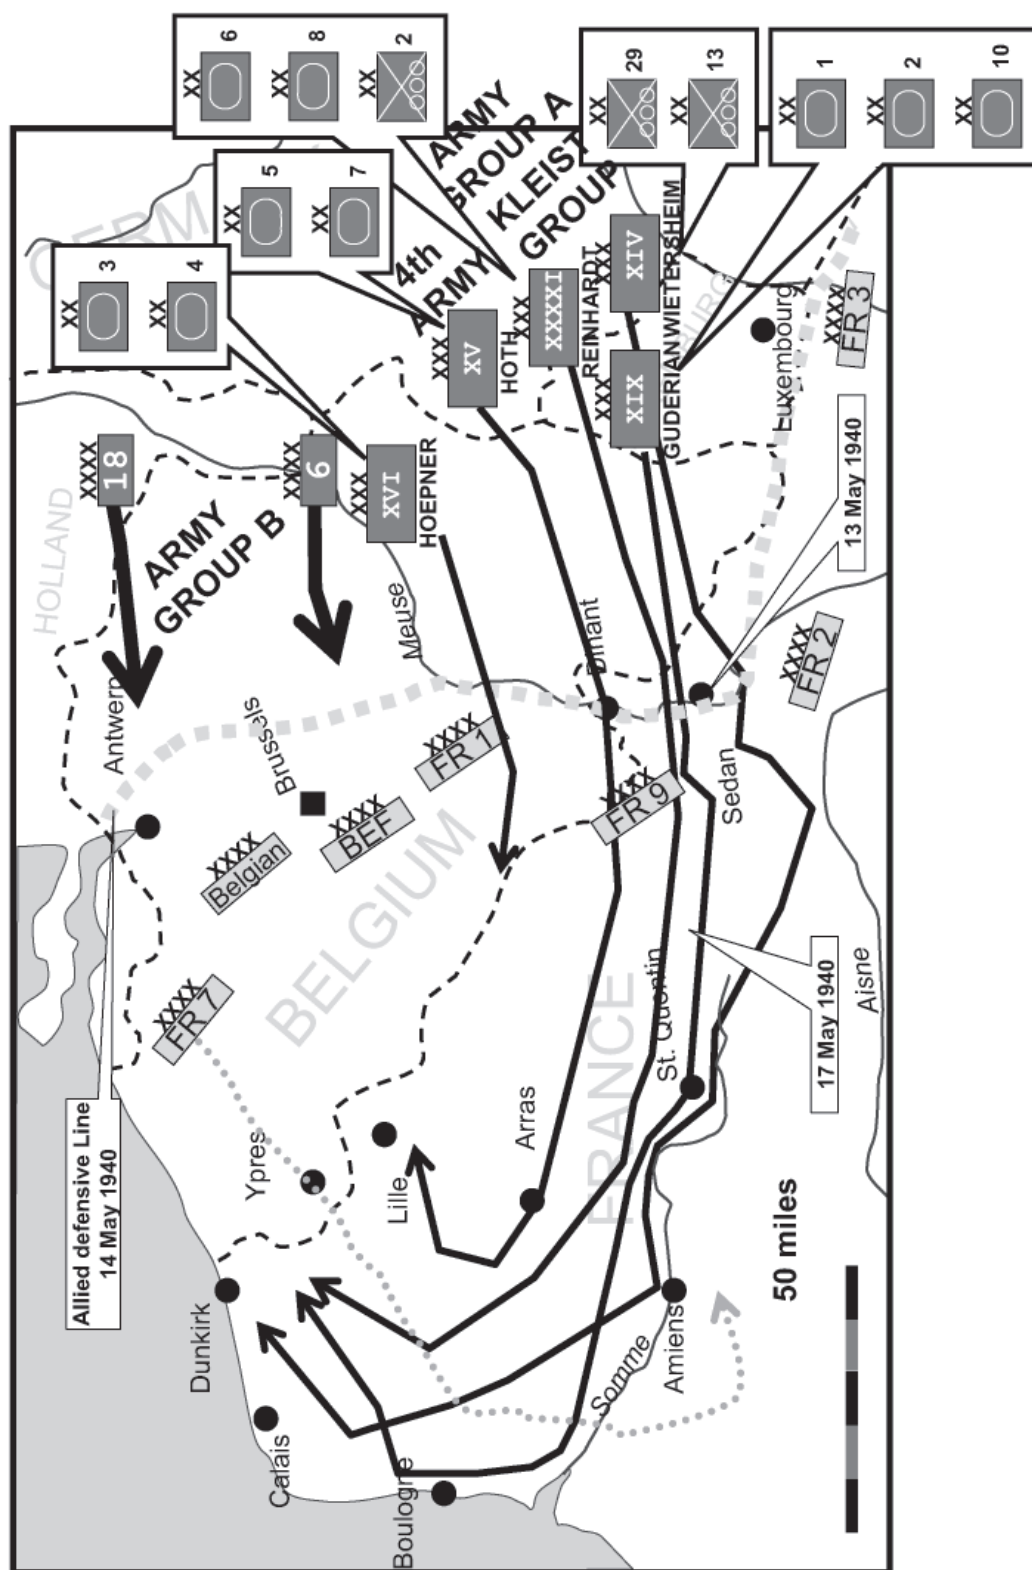 XX
6
XX
8
XX
2
XX
29
XX
13
XX
1
XX
2
XX
10
XX
5
XX
7
XX
3
XX
4
ARMY
GROUP A
KLEIST
GROUP
4th
ARMY
XXX
XV
HOTH
XXX
XXXXI
REINHARDT
XXX
XIV
WIETERSHEIM
XXX
XIX
GUDERIAN
XXX
XVI
HOEPNER
XXXX
18
XXXX
6
ARMY
GROUP B
HOLLAND
Luxembourg
XXXX
FR 3
XXXX
FR 2
13 May 1940
Meuse
Dinant
Antwerp
Brussels
XXXX
FR 1
XXXX
BEF
XXXX
Belgian
XXXX
FR 9
Sedan
BELGIUM
XXXX
FR 7
FRANCE
St. Quentin
17 May 1940
Aisne
Allied defensive Line
14 May 1940
Ypres
Lille
Arras
Dunkirk
Calais
Boulogne
Somme
Amiens
50 miles